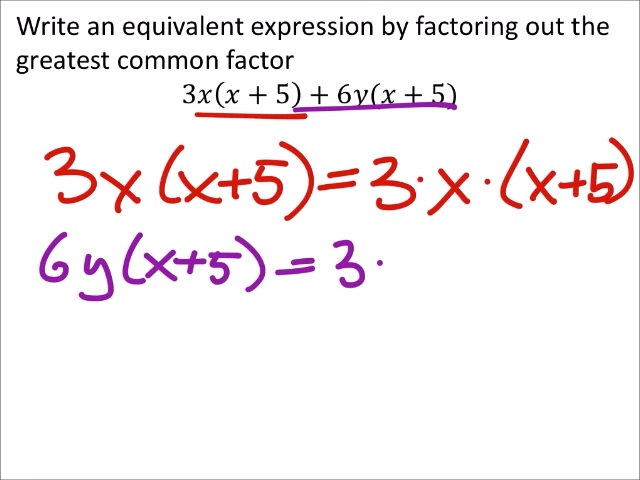 Write an equivalent expression by factoring out the
greatest common factor
3x(x + 5) + 6y(x + 5)
3x(x+5)=3·x·(x+5)
6y(x+5)=3·